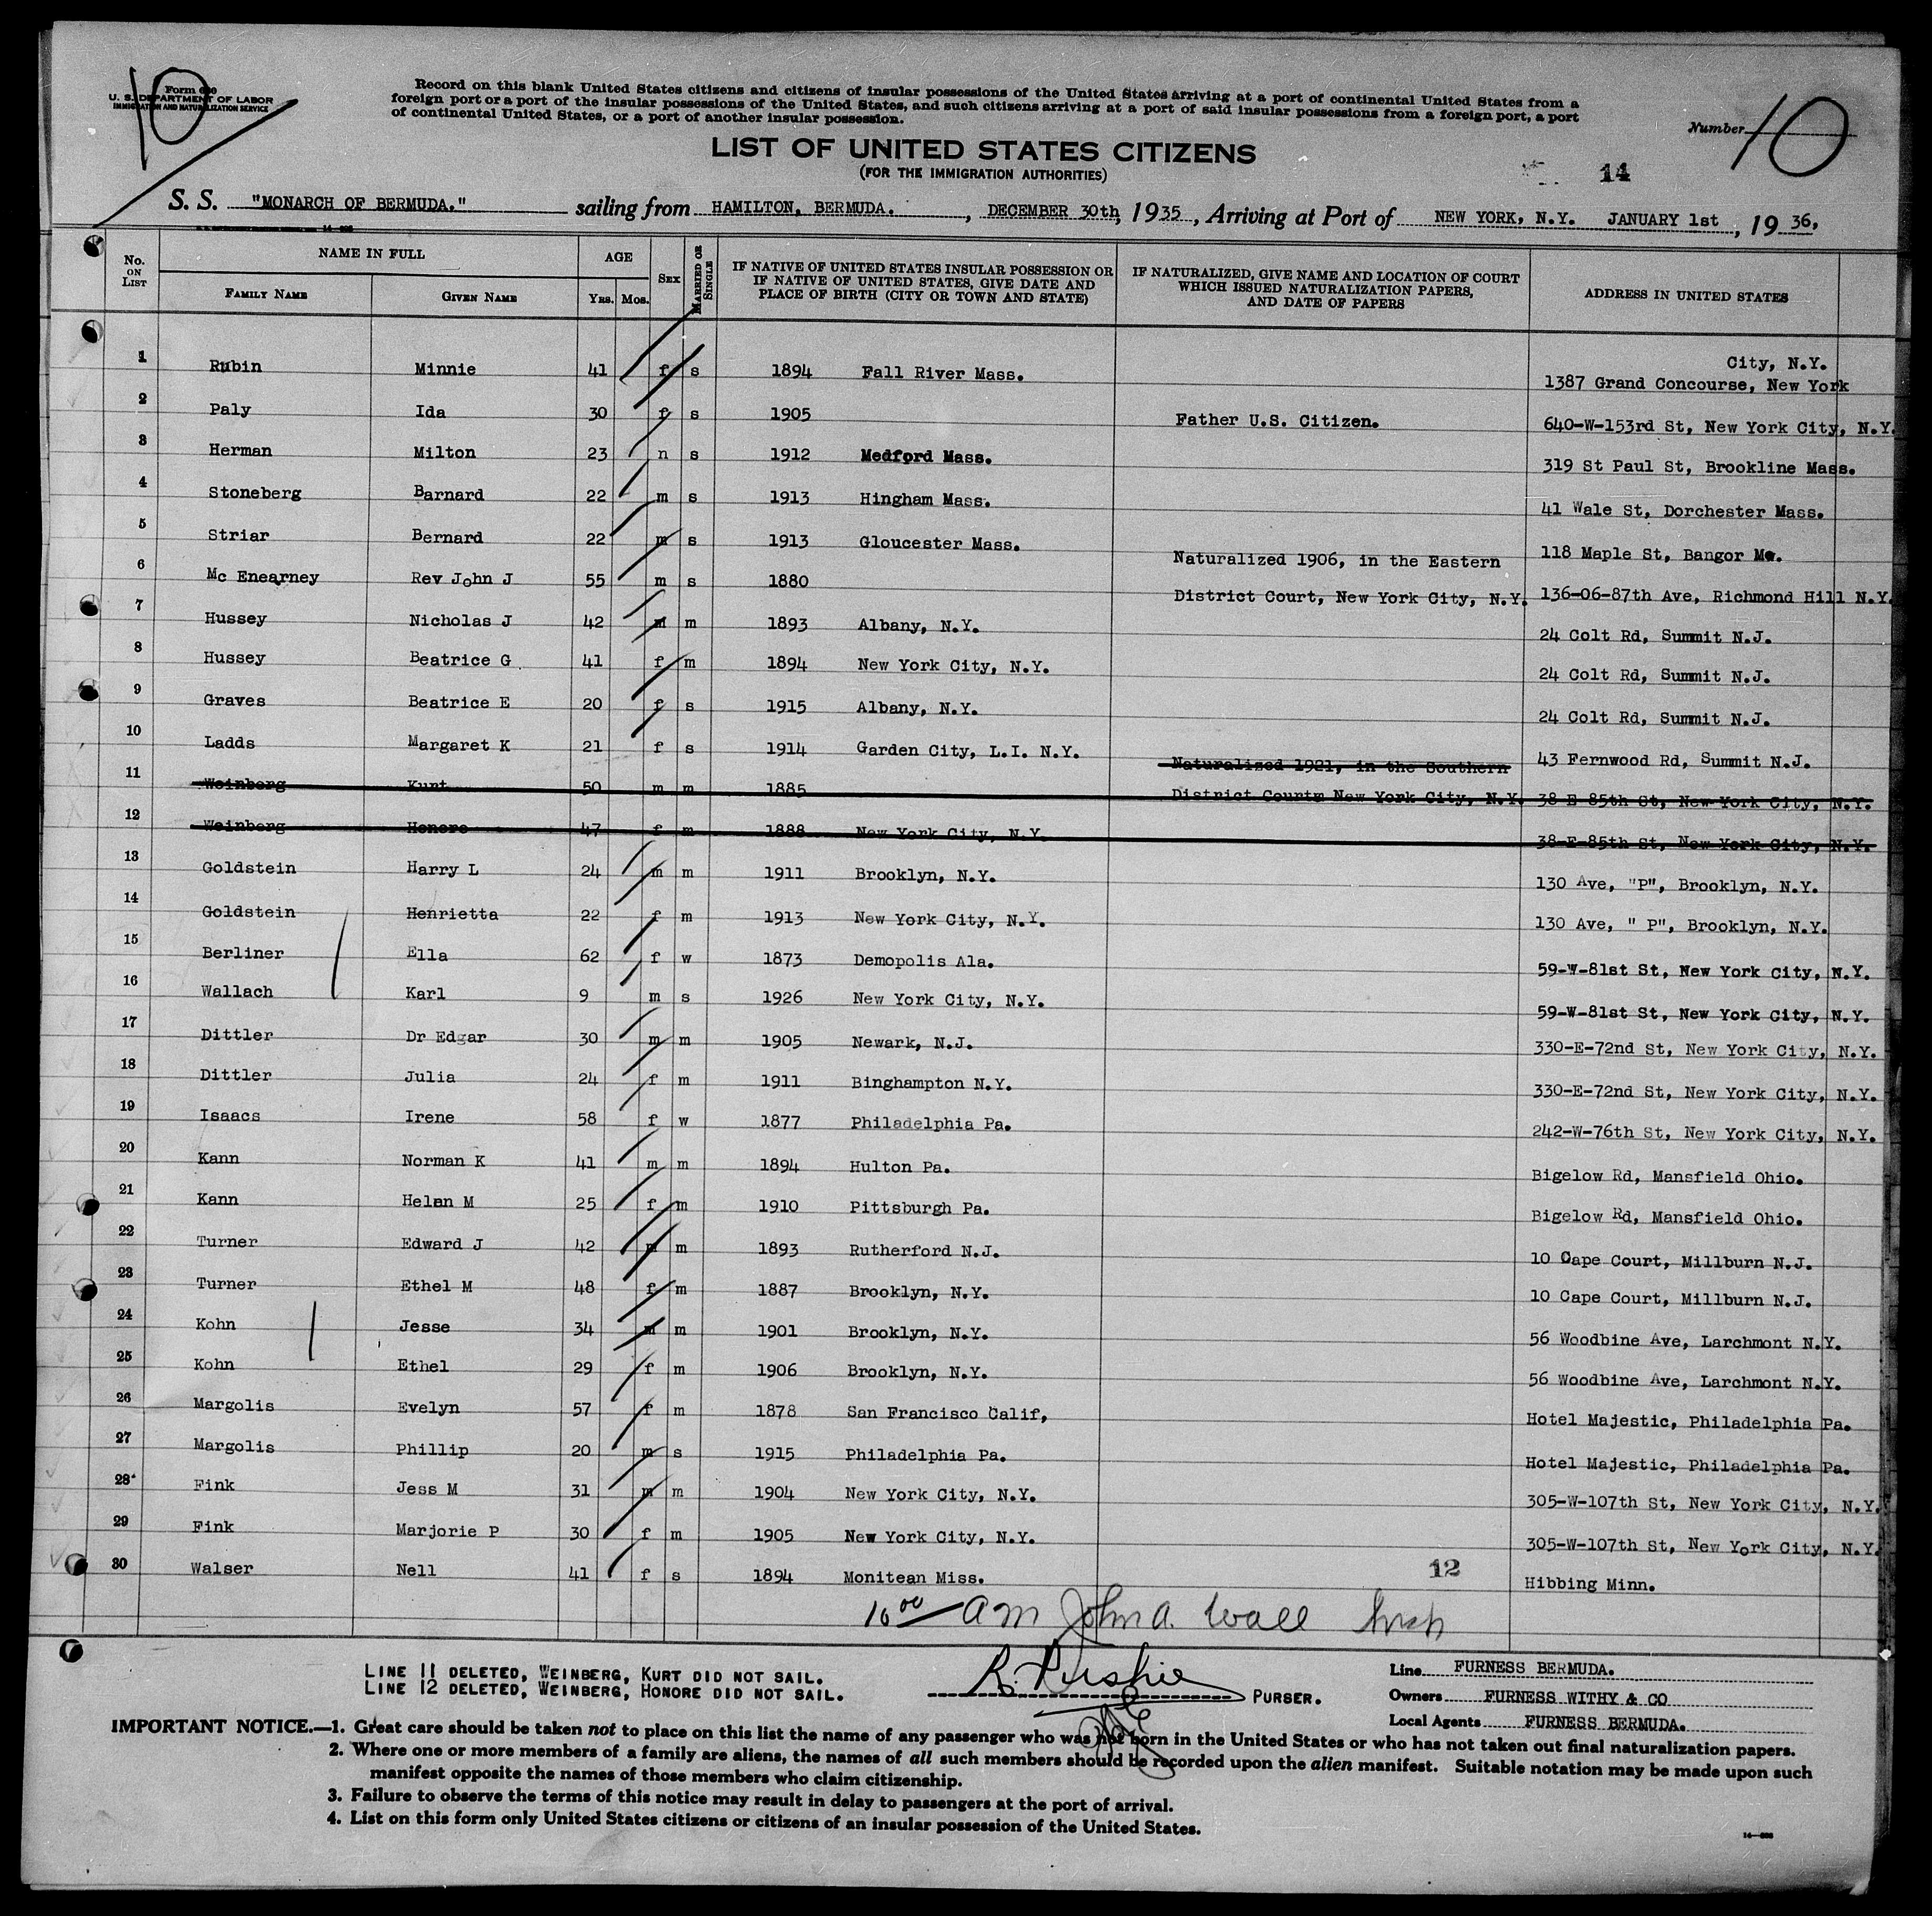 10
Form 630
U. S. DEPARTMENT OF LABOR
IMMIGRATION AND NATURALIZATION SERVICE
Record on this blank United States citizens and citizens of insular possessions of the United States arriving at a port of continental United States from a
foreign port or a port of the insular possessions of the United States, and such citizens arriving at a port of said insular possessions from a foreign port, a port
of continental United States, or a port of another insular possession.
Number 10
LIST OF UNITED STATES CITIZENS
(FOR THE IMMIGRATION AUTHORITIES)
14
S. S. "MONARCH OF BERMUDA." sailing from HAMILTON, BERMUDA. , DECEMBER 30th, 1935, Arriving at Port of NEW YORK, N.Y. JANUARY 1st , 19 36,
No. ON LIST
NAME IN FULL
FAMILY NAME
GIVEN NAME
AGE
YRS. MOS.
SEX
MARRIED OR SINGLE
IF NATIVE OF UNITED STATES INSULAR POSSESSION OR
IF NATIVE OF UNITED STATES, GIVE DATE AND
PLACE OF BIRTH (CITY OR TOWN AND STATE)
IF NATURALIZED, GIVE NAME AND LOCATION OF COURT
WHICH ISSUED NATURALIZATION PAPERS,
AND DATE OF PAPERS
ADDRESS IN UNITED STATES
City, N.Y.
1 Rubin Minnie 41 f s 1894 Fall River Mass. 1387 Grand Concourse, New York
2 Paly Ida 30 f s 1905 Father U.S. Citizen. 640-W-153rd St, New York City, N.Y.
3 Herman Milton 23 n s 1912 Medford Mass. 319 St Paul St, Brookline Mass.
4 Stoneberg Barnard 22 m s 1913 Hingham Mass. 41 Wale St, Dorchester Mass.
5 Striar Bernard 22 m s 1913 Gloucester Mass. 118 Maple St, Bangor Me.
Naturalized 1906, in the Eastern
6 Mc Enearney Rev John J 55 m s 1880 District Court, New York City, N.Y. 136-06-87th Ave, Richmond Hill N.Y.
7 Hussey Nicholas J 42 m m 1893 Albany, N.Y. 24 Colt Rd, Summit N.J.
8 Hussey Beatrice G 41 f m 1894 New York City, N.Y. 24 Colt Rd, Summit N.J.
9 Graves Beatrice E 20 f s 1915 Albany, N.Y. 24 Colt Rd, Summit N.J.
10 Ladds Margaret K 21 f s 1914 Garden City, L.I. N.Y. 43 Fernwood Rd, Summit N.J.
Naturalized 1921, in the Southern
11 Weinberg Kurt 50 m m 1885 District Court New York City, N.Y. 38-E-85th St, New York City, N.Y.
12 Weinberg Honore 47 f m 1888 New York City, N.Y. 38-E-85th St, New York City, N.Y.
13 Goldstein Harry L 24 m m 1911 Brooklyn, N.Y. 130 Ave, "P", Brooklyn, N.Y.
14 Goldstein Henrietta 22 f m 1913 New York City, N.Y. 130 Ave, " P", Brooklyn, N.Y.
15 Berliner Ella 62 f w 1873 Demopolis Ala. 59-W-81st St, New York City, N.Y.
16 Wallach Karl 9 m s 1926 New York City, N.Y. 59-W-81st St, New York City, N.Y.
17 Dittler Dr Edgar 30 m m 1905 Newark, N.J. 330-E-72nd St, New York City, N.Y.
18 Dittler Julia 24 f m 1911 Binghampton N.Y. 330-E-72nd St, New York City, N.Y.
19 Isaacs Irene 58 f w 1877 Philadelphia Pa. 242-W-76th St, New York City, N.Y.
20 Kann Norman K 41 m m 1894 Hulton Pa. Bigelow Rd, Mansfield Ohio.
21 Kann Helen M 25 f m 1910 Pittsburgh Pa. Bigelow Rd, Mansfield Ohio.
22 Turner Edward J 42 m m 1893 Rutherford N.J. 10 Cape Court, Millburn N.J.
23 Turner Ethel M 48 f m 1887 Brooklyn, N.Y. 10 Cape Court, Millburn N.J.
24 Kohn Jesse 34 m m 1901 Brooklyn, N.Y. 56 Woodbine Ave, Larchmont N.Y.
25 Kohn Ethel 29 f m 1906 Brooklyn, N.Y. 56 Woodbine Ave, Larchmont N.Y.
26 Margolis Evelyn 57 f m 1878 San Francisco Calif, Hotel Majestic, Philadelphia Pa.
27 Margolis Phillip 20 m s 1915 Philadelphia Pa. Hotel Majestic, Philadelphia Pa.
28 Fink Jess M 31 m m 1904 New York City, N.Y. 305-W-107th St, New York City, N.Y.
29 Fink Marjorie P 30 f m 1905 New York City, N.Y. 305-W-107th St, New York City, N.Y.
30 Walser Nell 41 f s 1894 Monitean Miss. 12 Hibbing Minn.
10 00 am John A. Wall
LINE 11 DELETED, WEINBERG, KURT DID NOT SAIL.
LINE 12 DELETED, WEINBERG, HONORE DID NOT SAIL.
PURSER.
Line FURNESS BERMUDA.
Owners FURNESS WITHY & CO
Local Agents FURNESS BERMUDA.
IMPORTANT NOTICE.—1. Great care should be taken not to place on this list the name of any passenger who was not born in the United States or who has not taken out final naturalization papers.
2. Where one or more members of a family are aliens, the names of all such members should be recorded upon the alien manifest. Suitable notation may be made upon such
manifest opposite the names of those members who claim citizenship.
3. Failure to observe the terms of this notice may result in delay to passengers at the port of arrival.
4. List on this form only United States citizens or citizens of an insular possession of the United States.